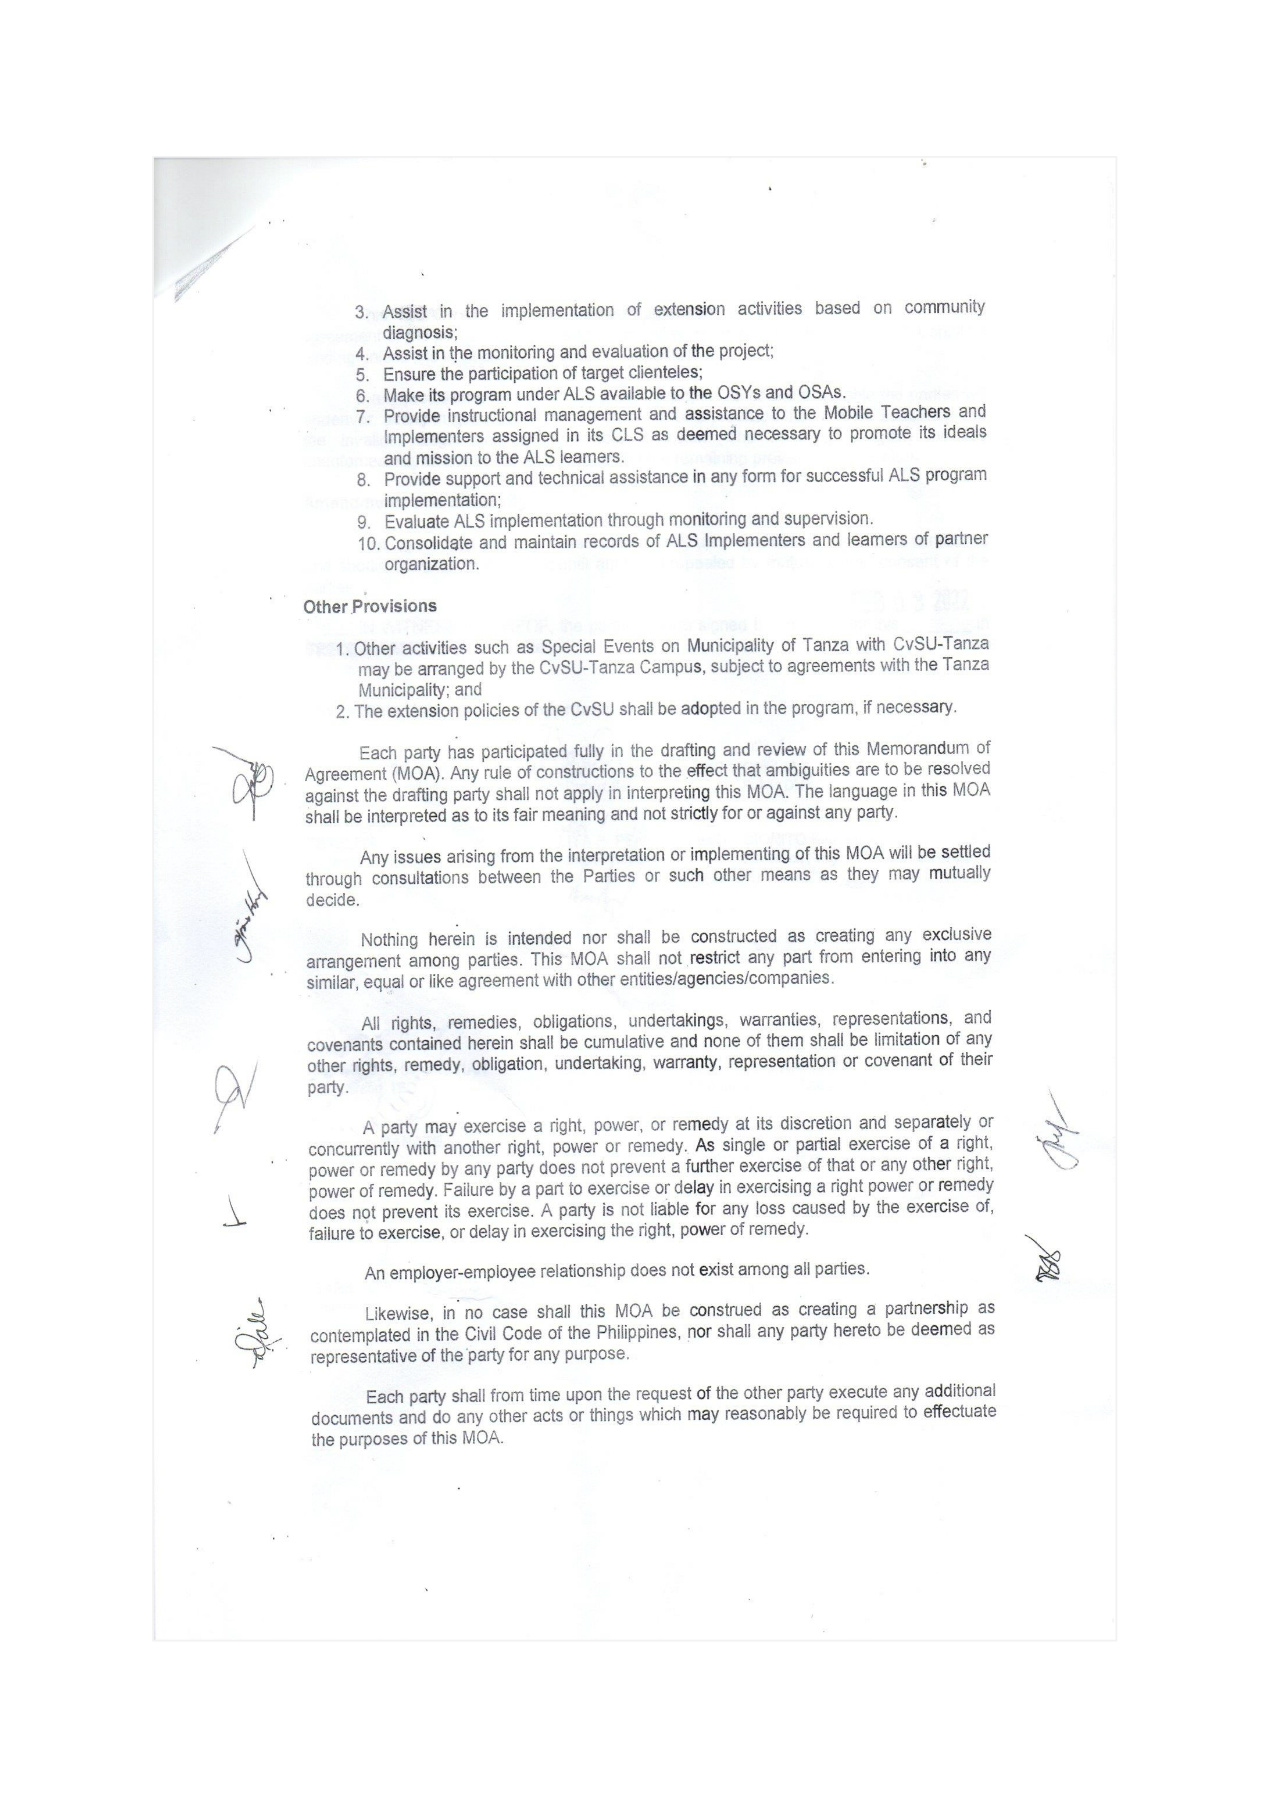 3. Assist in the implementation of extension activities based on community
diagnosis;
4. Assist in the monitoring and evaluation of the project;
5. Ensure the participation of target clienteles;
6. Make its program under ALS available to the OSYs and OSAs.
7. Provide instructional management and assistance to the Mobile Teachers and
Implementers assigned in its CLS as deemed necessary to promote its ideals
and mission to the ALS learners.
8. Provide support and technical assistance in any form for successful ALS program
implementation;
9. Evaluate ALS implementation through monitoring and supervision.
10. Consolidate and maintain records of ALS Implementers and learners of partner
organization.
Other Provisions
1. Other activities such as Special Events on Municipality of Tanza with CvSU-Tanza
may be arranged by the CvSU-Tanza Campus, subject to agreements with the Tanza
Municipality; and
2. The extension policies of the CvSU shall be adopted in the program, if necessary.
Each party has participated fully in the drafting and review of this Memorandum of
Agreement (MOA). Any rule of constructions to the effect that ambiguities are to be resolved
against the drafting party shall not apply in interpreting this MOA. The language in this MOA
shall be interpreted as to its fair meaning and not strictly for or against any party.
Any issues arising from the interpretation or implementing of this MOA will be settled
through consultations between the Parties or such other means as they may mutually
decide.
Nothing herein is intended nor shall be constructed as creating any exclusive
arrangement among parties. This MOA shall not restrict any part from entering into any
similar, equal or like agreement with other entities/agencies/companies.
All rights, remedies, obligations, undertakings, warranties, representations, and
covenants contained herein shall be cumulative and none of them shall be limitation of any
other rights, remedy, obligation, undertaking, warranty, representation or covenant of their
party.
A party may exercise a right, power, or remedy at its discretion and separately or
concurrently with another right, power or remedy. As single or partial exercise of a right,
power or remedy by any party does not prevent a further exercise of that or any other right,
power of remedy. Failure by a part to exercise or delay in exercising a right power or remedy
does not prevent its exercise. A party is not liable for any loss caused by the exercise of,
failure to exercise, or delay in exercising the right, power of remedy.
An employer-employee relationship does not exist among all parties.
Likewise, in no case shall this MOA be construed as creating a partnership as
contemplated in the Civil Code of the Philippines, nor shall any party hereto be deemed as
representative of the party for any purpose.
Each party shall from time upon the request of the other party execute any additional
documents and do any other acts or things which may reasonably be required to effectuate
the purposes of this MOA.